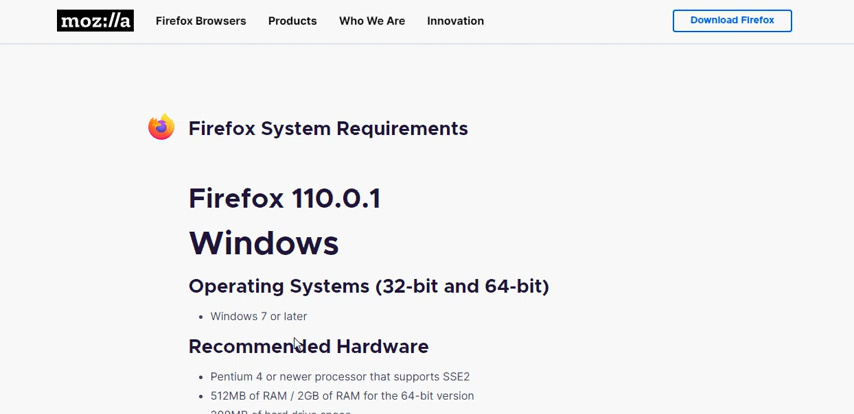 moz://a Firefox Browsers Products Who We Are Innovation Download Firefox
Firefox System Requirements
Firefox 110.0.1
Windows
Operating Systems (32-bit and 64-bit)
Windows 7 or later
Recommended Hardware
Pentium 4 or newer processor that supports SSE2
512MB of RAM / 2GB of RAM for the 64-bit version